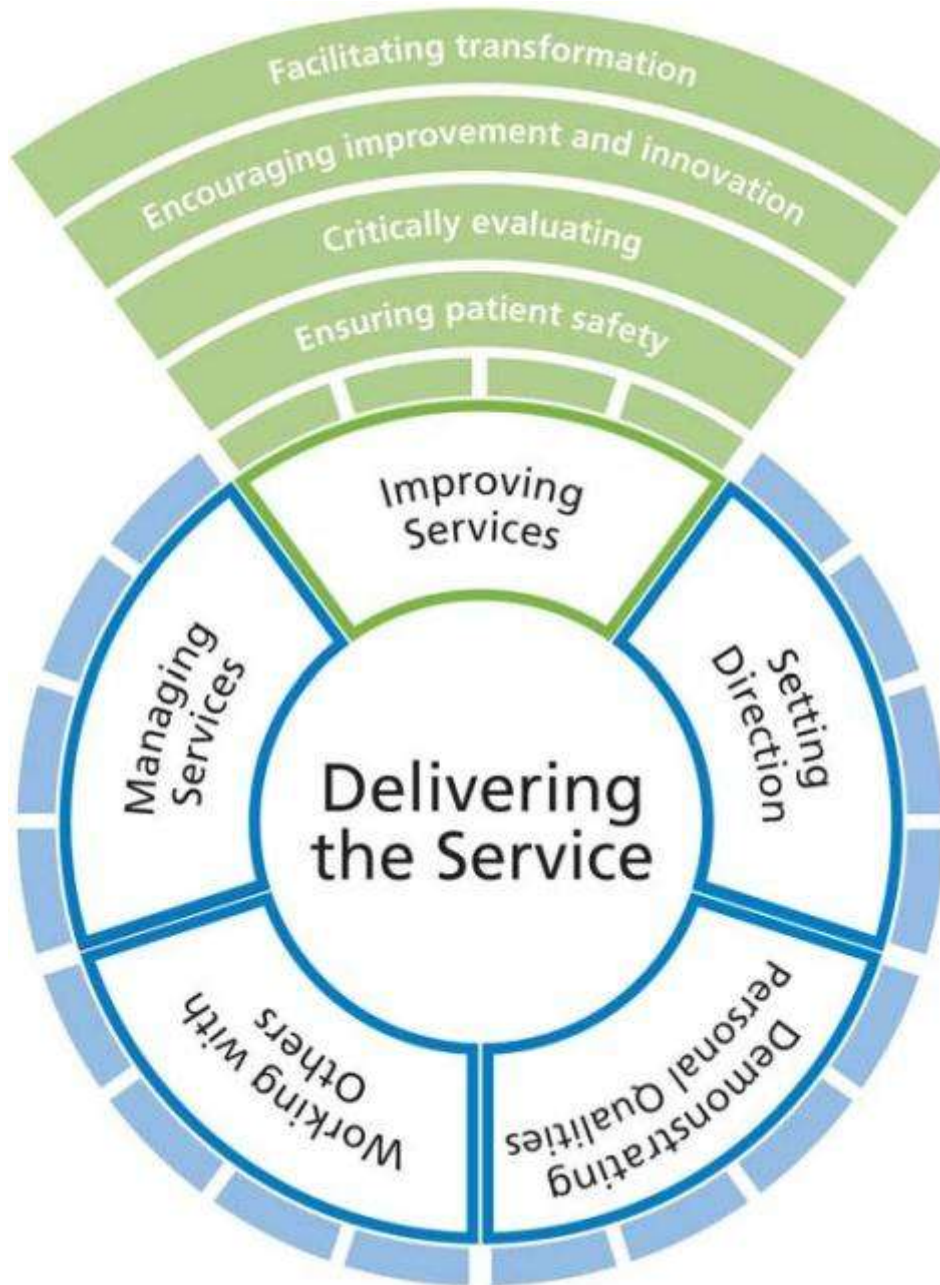 Facilitating transformation
Encouraging improvement and innovation
Critically evaluating
Ensuring patient safety
Improving
Services
Managing
Services
Setting
Direction
Delivering
the Service
Working with
Others
Demonstrating
Personal Qualities